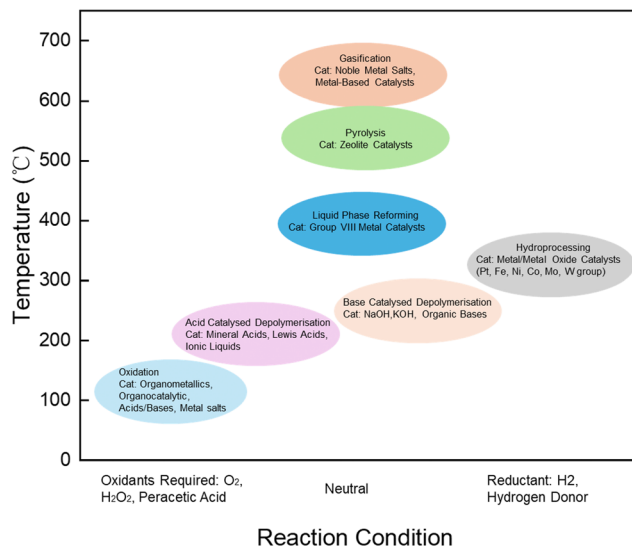 700
600
500
400
300
200
100
0
Temperature (℃)
Gasification
Cat: Noble Metal Salts,
Metal-Based Catalysts
Pyrolysis
Cat: Zeolite Catalysts
Liquid Phase Reforming
Cat: Group VIII Metal Catalysts
Hydroprocessing
Cat: Metal/Metal Oxide Catalysts
(Pt, Fe, Ni, Co, Mo, W group)
Base Catalysed Depolymerisation
Cat: NaOH,KOH, Organic Bases
Acid Catalysed Depolymerisation
Cat: Mineral Acids, Lewis Acids,
Ionic Liquids
Oxidation
Cat: Organometallics,
Organocatalytic,
Acids/Bases, Metal salts
Oxidants Required: O₂,
H₂O₂, Peracetic Acid
Neutral
Reductant: H2,
Hydrogen Donor
Reaction Condition